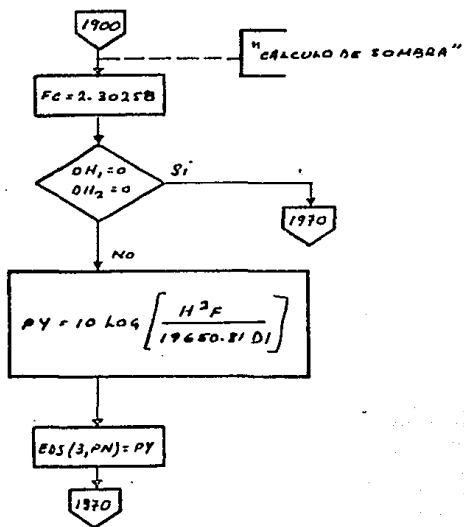 1900
"CALCULO DE SOMBRA"
FC=2.30258
DH₁=0
DH₂=0
Si
1970
NO
PY = 10 LOG [ H²F / 19650.81 DI ]
EDS(3,PN)=PY
1970